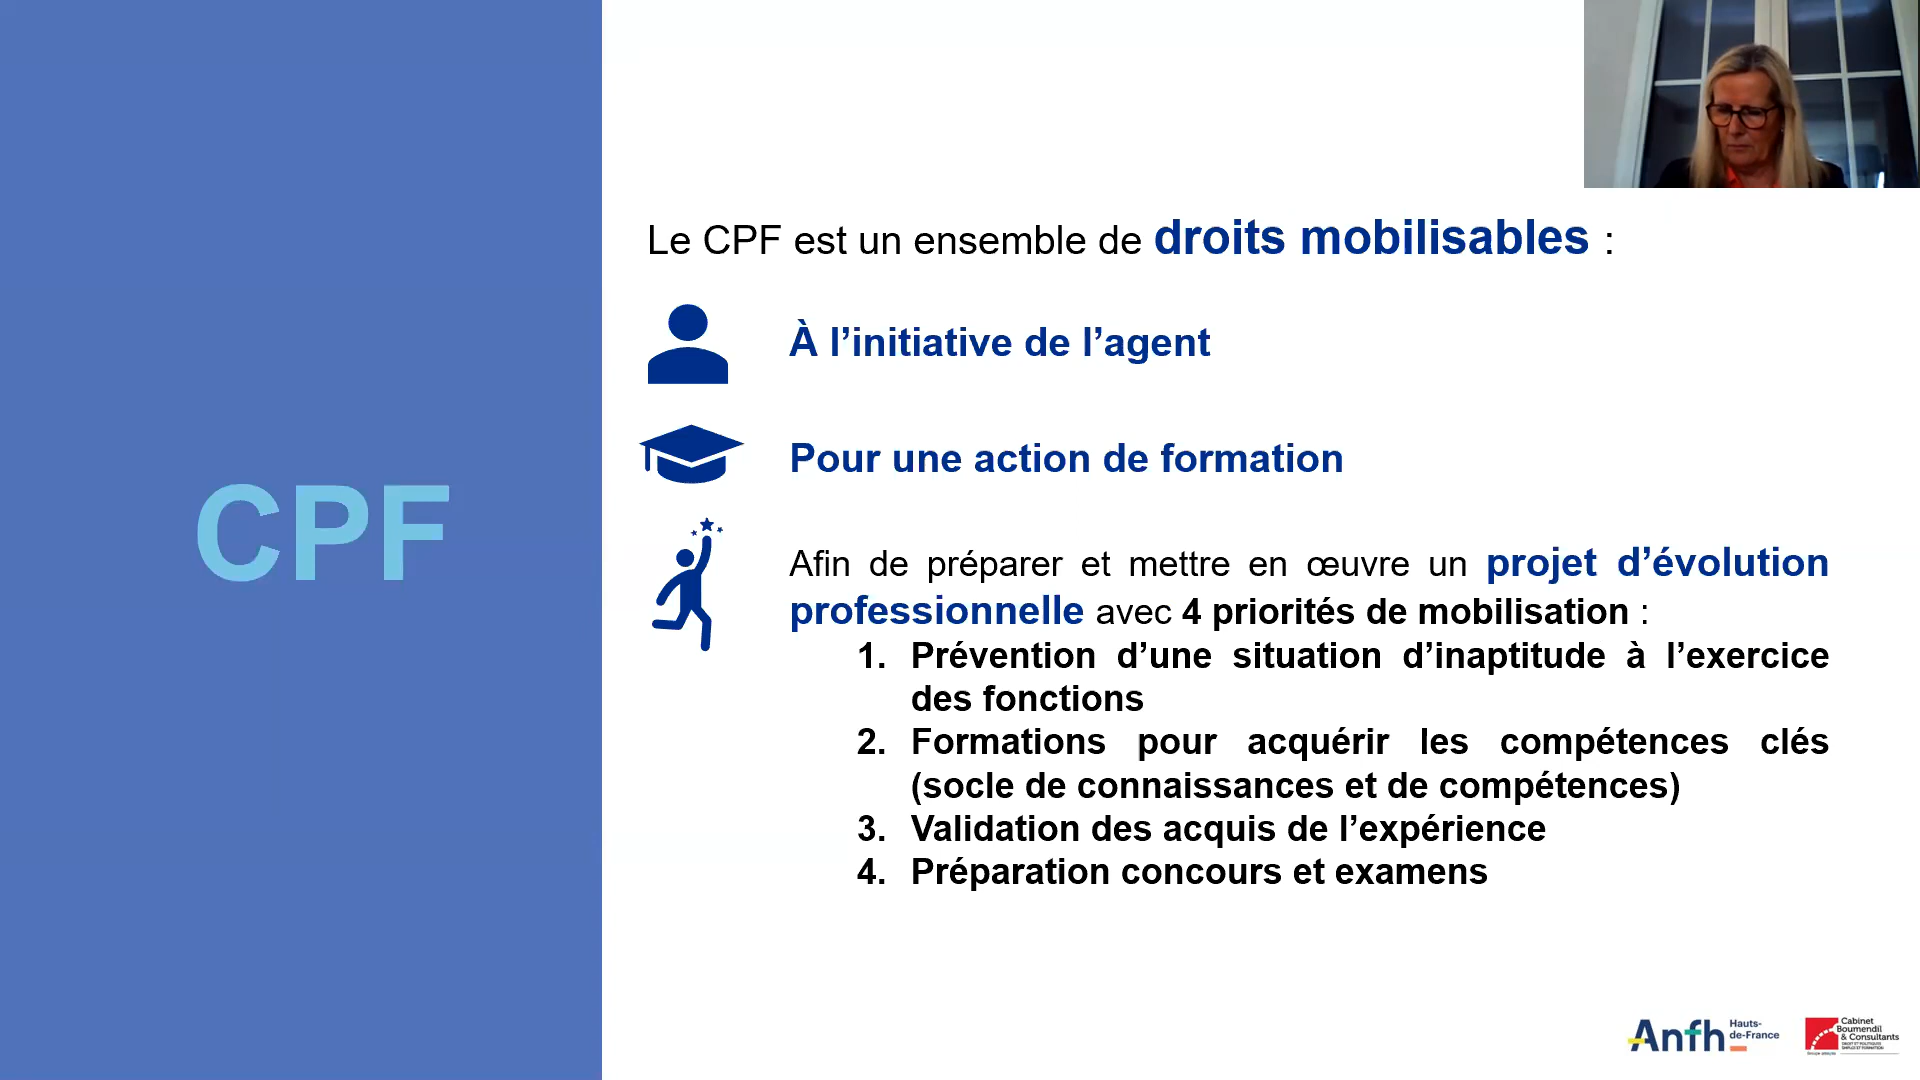 CPF
Le CPF est un ensemble de droits mobilisables :
À l’initiative de l’agent
Pour une action de formation
Afin de préparer et mettre en œuvre un projet d’évolution
professionnelle avec 4 priorités de mobilisation :
1. Prévention d’une situation d’inaptitude à l’exercice
des fonctions
2. Formations pour acquérir les compétences clés
(socle de connaissances et de compétences)
3. Validation des acquis de l’expérience
4. Préparation concours et examens
Anfh
Hauts-
de-France
Cabinet
Boumendil
& Consultants